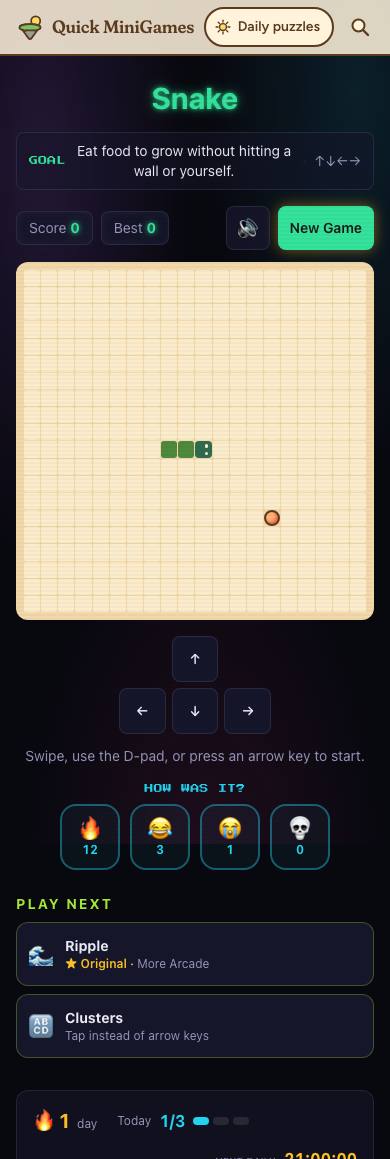 Quick MiniGames
Daily puzzles
Snake
GOAL
Eat food to grow without hitting a
wall or yourself.
↑↓←→
Score 0
Best 0
New Game
↑
← ↓ →
Swipe, use the D-pad, or press an arrow key to start.
HOW WAS IT?
12
3
1
0
PLAY NEXT
Ripple
Original · More Arcade
ABCD
Clusters
Tap instead of arrow keys
1 day
Today 1/3
21:00:00